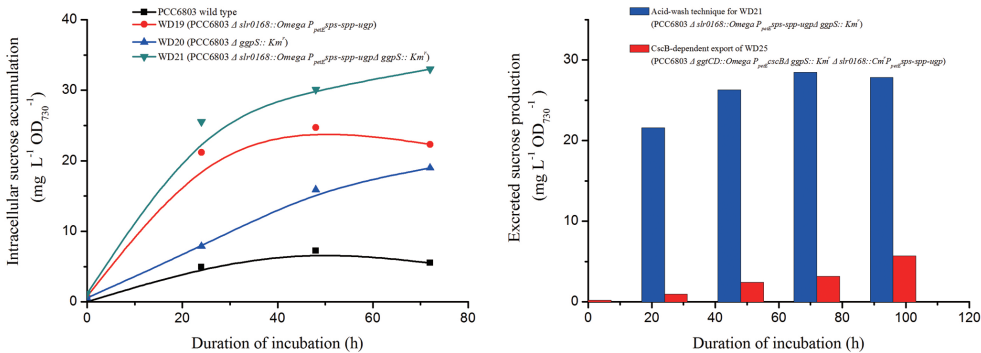 PCC6803 wild type
WD19 (PCC6803 Δ slr0168::Omega PpetEsps-spp-ugp)
WD20 (PCC6803 Δ ggpS:: Kmr)
WD21 (PCC6803 Δ slr0168::Omega PpetEsps-spp-ugpΔ ggpS:: Kmr)
Intracellular sucrose accumulation
(mg L-1 OD730-1)
40
30
20
10
0
0 20 40 60 80
Duration of incubation (h)
Acid-wash technique for WD21
(PCC6803 Δ slr0168::Omega PpetEsps-spp-ugpΔ ggpS:: Kmr)
CscB-dependent export of WD25
(PCC6803 Δ ggtCD::Omega PpetEcscBΔ ggpS:: Kmr Δ slr0168::CmrPpetEsps-spp-ugp)
Excreted sucrose production
(mg L-1 OD730-1)
30
20
10
0
0 20 40 60 80 100 120
Duration of incubation (h)